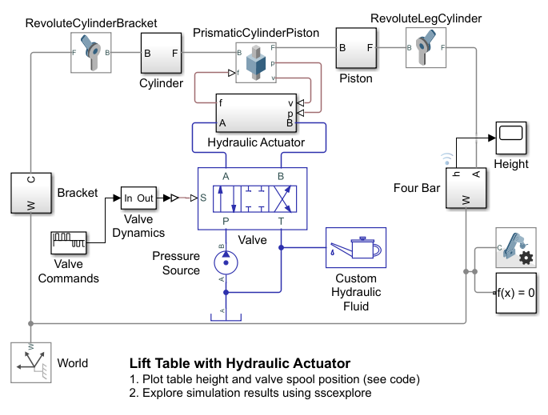 RevoluteCylinderBracket
PrismaticCylinderPiston
RevoluteLegCylinder
F B
B F
B F
f p v
B F
F B
Cylinder
Piston
f v
p
A B
Hydraulic Actuator
C
W
Bracket
In Out
Valve
Dynamics
S
A B
P T
Valve
h A
W
Four Bar
Height
Valve
Commands
Pressure
Source
B
A
A
Custom
Hydraulic
Fluid
C
f(x) = 0
W
World
Lift Table with Hydraulic Actuator
1. Plot table height and valve spool position (see code)
2. Explore simulation results using sscexplore